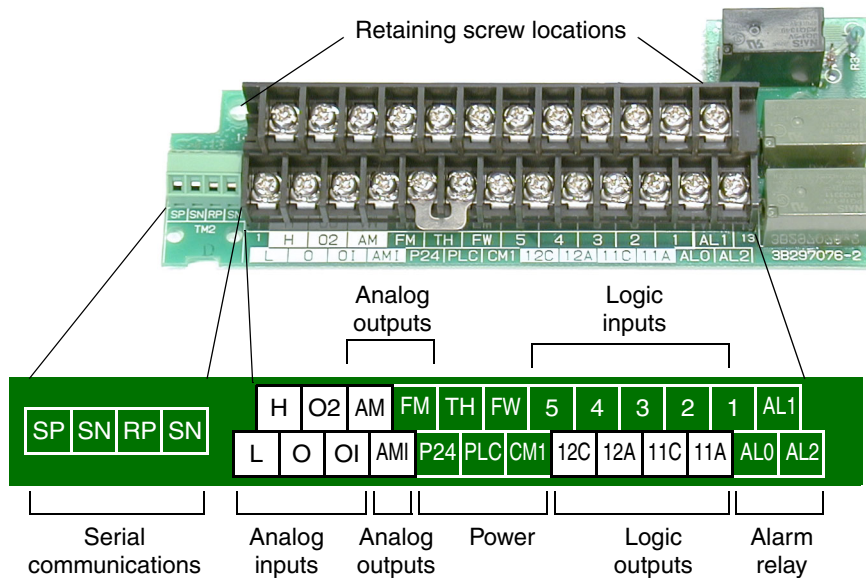 Retaining screw locations
SP SN RP SN
TM2
1 H O2 AM FM TH FW 5 4 3 2 1 AL1 13
L O OI AMI P24 PLC CM1 12C 12A 11C 11A AL0 AL2
3B297076-2
3B297076-2
Analog
outputs
Logic
inputs
H O2 AM FM TH FW 5 4 3 2 1 AL1
SP SN RP SN
L O OI AMI P24 PLC CM1 12C 12A 11C 11A AL0 AL2
Serial
communications
Analog
inputs
Analog
outputs
Power
Logic
outputs
Alarm
relay